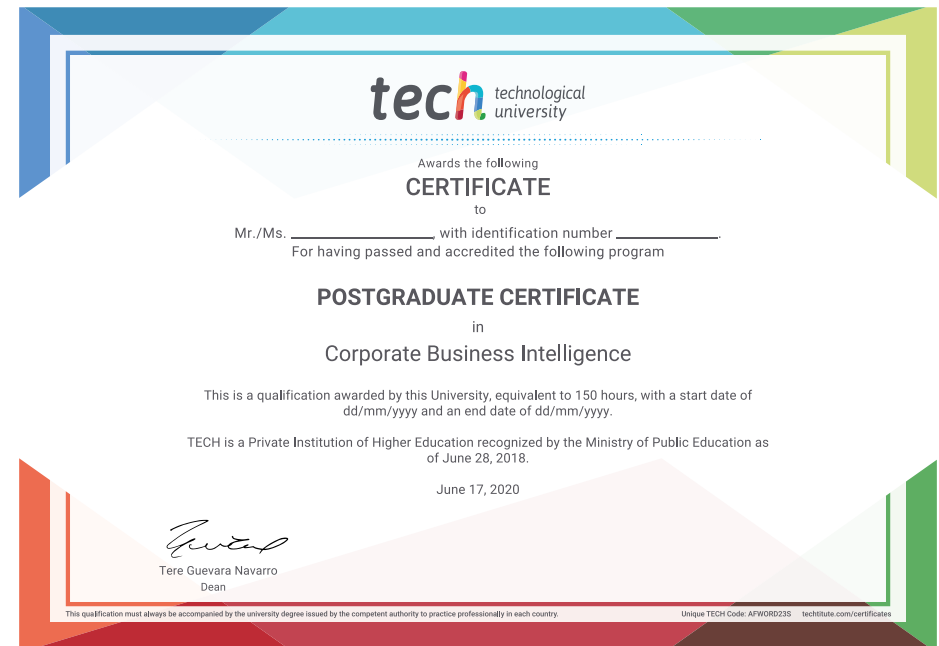 tech technological
university
Awards the following
CERTIFICATE
to
Mr./Ms. ____________________, with identification number ______________.
For having passed and accredited the following program
POSTGRADUATE CERTIFICATE
in
Corporate Business Intelligence
This is a qualification awarded by this University, equivalent to 150 hours, with a start date of
dd/mm/yyyy and an end date of dd/mm/yyyy.
TECH is a Private Institution of Higher Education recognized by the Ministry of Public Education as
of June 28, 2018.
June 17, 2020
Tere Guevara Navarro
Dean
This qualification must always be accompanied by the university degree issued by the competent authority to practice professionally in each country. Unique TECH Code: AFWORD23S techtitute.com/certificates